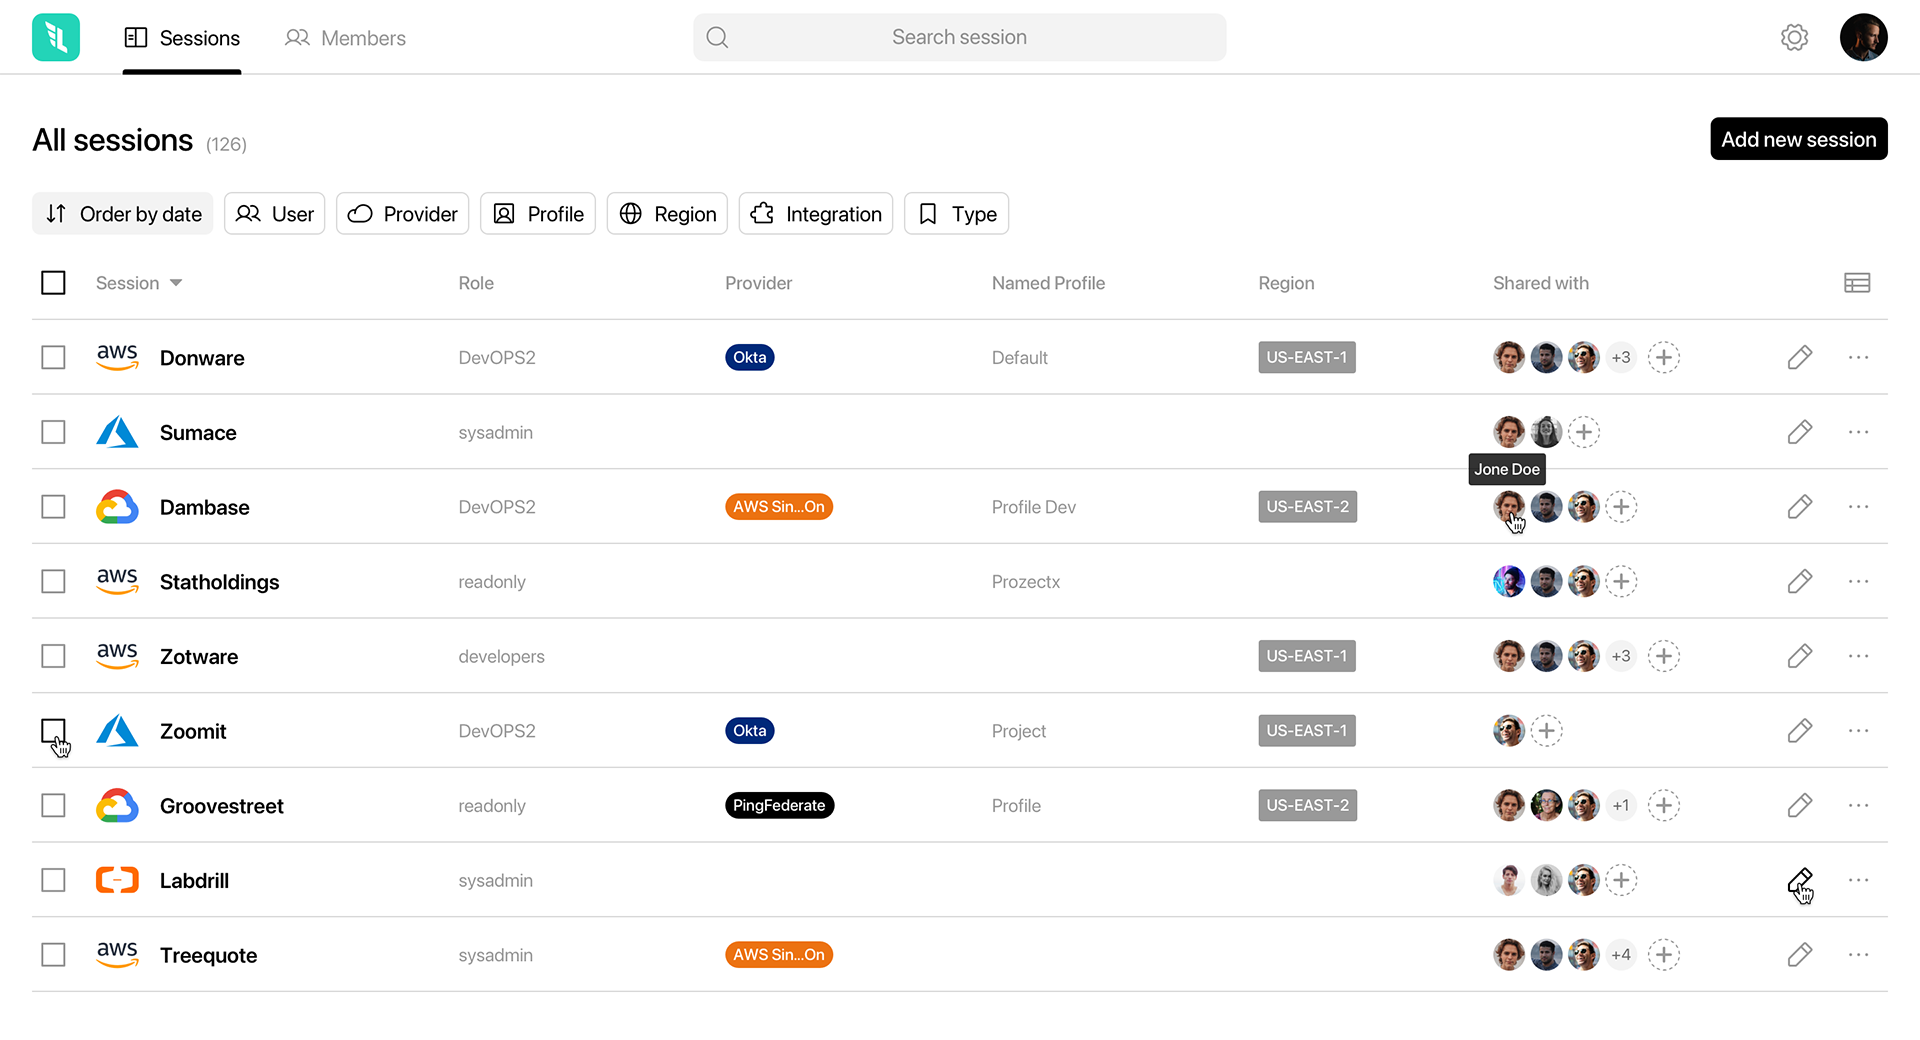 Sessions
Members
Search session
All sessions (126)
Add new session
Order by date
User
Provider
Profile
Region
Integration
Type
Session Role Provider Named Profile Region Shared with
aws Donware DevOPS2 Okta Default US-EAST-1 +3
Sumace sysadmin
Jone Doe
Dambase DevOPS2 AWS Sin...On Profile Dev US-EAST-2
aws Statholdings readonly Prozectx
aws Zotware developers US-EAST-1 +3
Zoomit DevOPS2 Okta Project US-EAST-1
Groovestreet readonly PingFederate Profile US-EAST-2 +1
Labdrill sysadmin
aws Treequote sysadmin AWS Sin...On +4